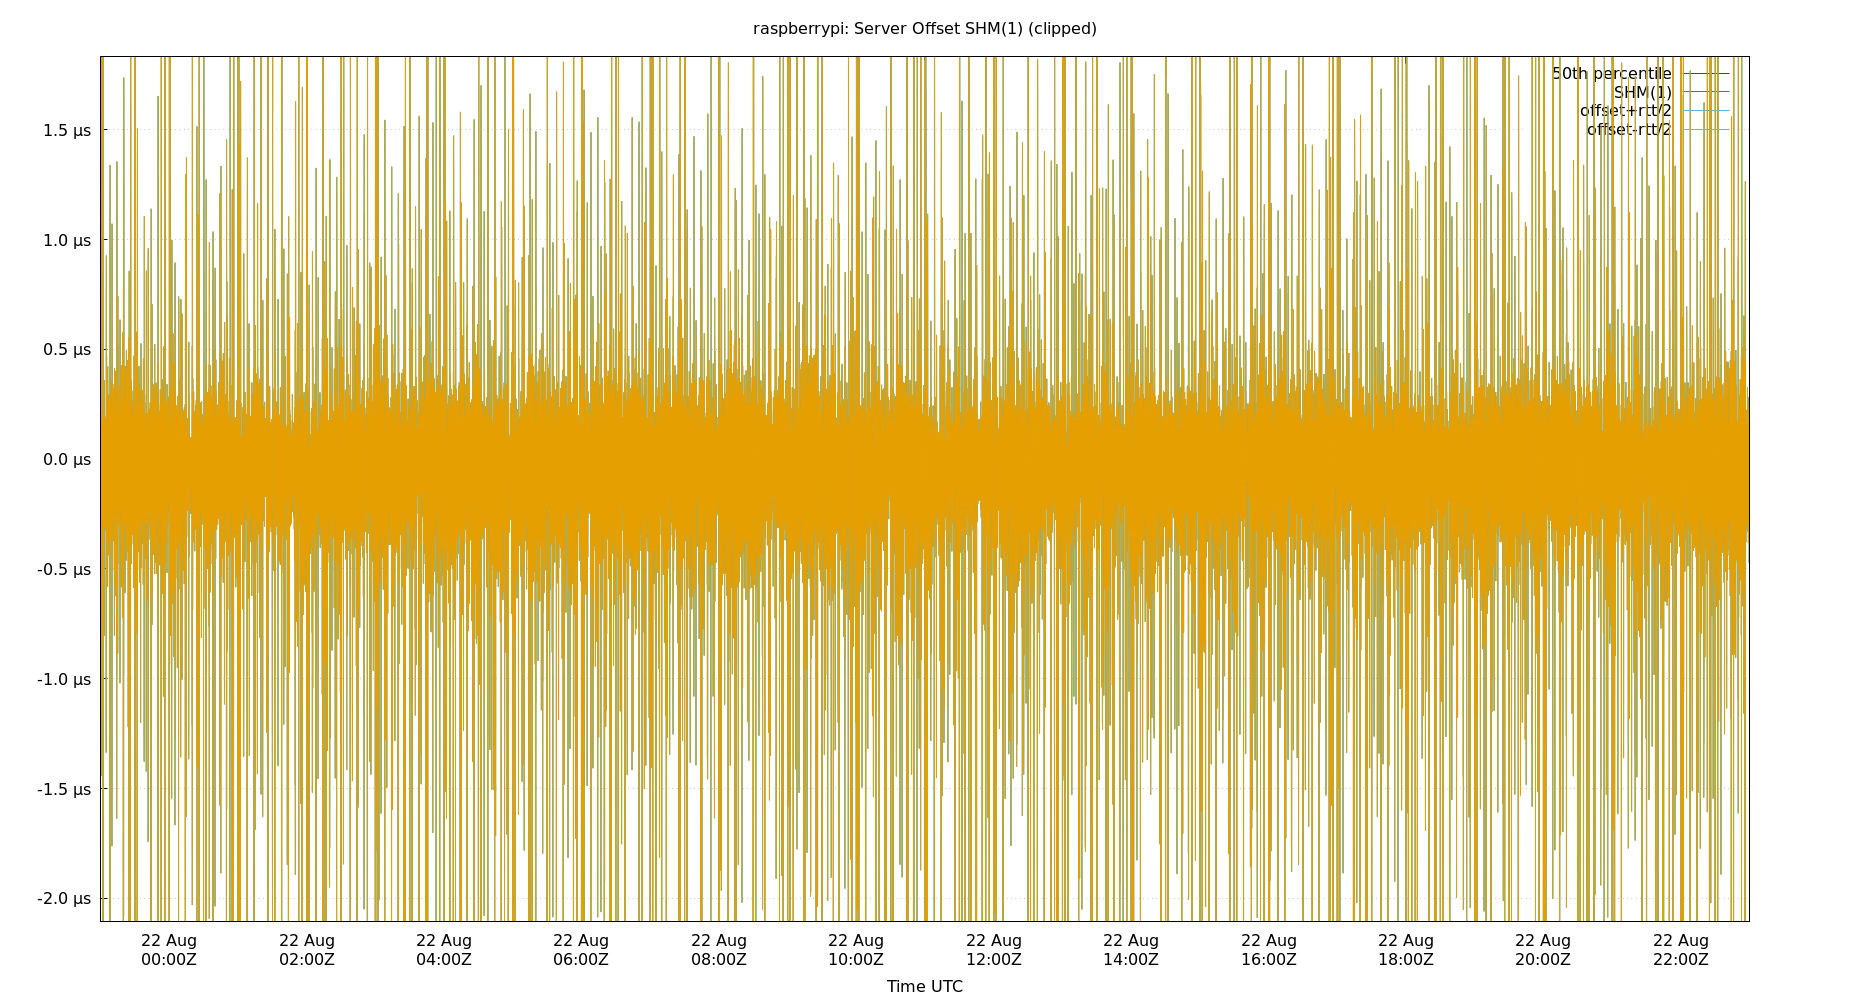 raspberrypi: Server Offset SHM(1) (clipped)
50th percentile
SHM(1)
offset+rtt/2
offset-rtt/2
1.5 µs
1.0 µs
0.5 µs
0.0 µs
-0.5 µs
-1.0 µs
-1.5 µs
-2.0 µs
22 Aug 22 Aug 22 Aug 22 Aug 22 Aug 22 Aug 22 Aug 22 Aug 22 Aug 22 Aug 22 Aug 22 Aug
00:00Z 02:00Z 04:00Z 06:00Z 08:00Z 10:00Z 12:00Z 14:00Z 16:00Z 18:00Z 20:00Z 22:00Z
Time UTC